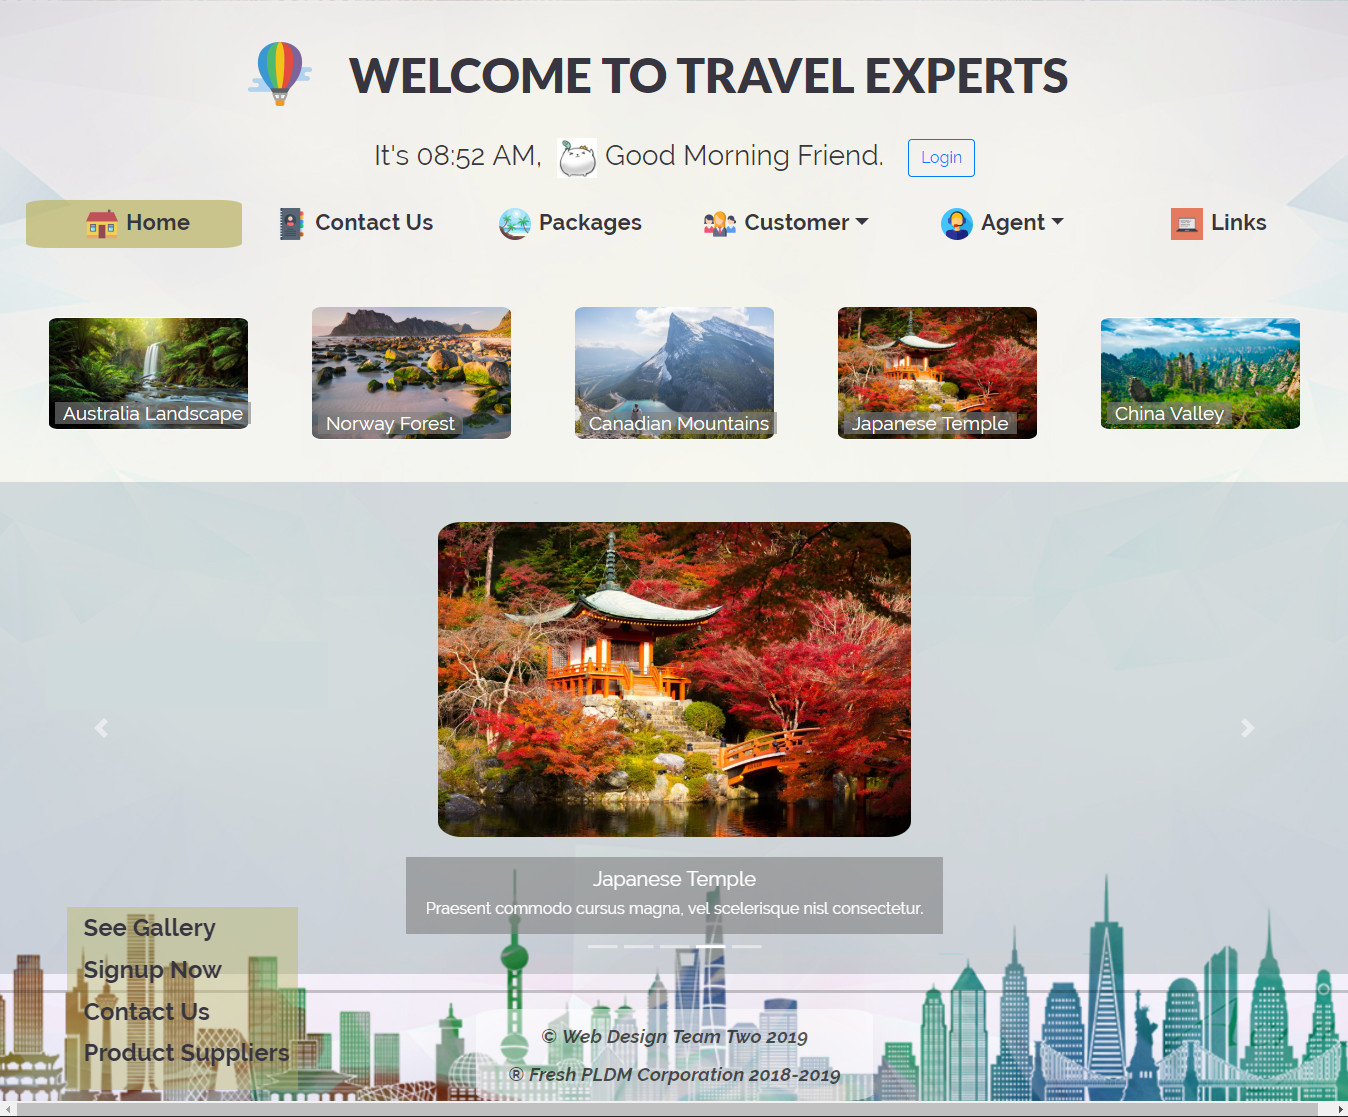 WELCOME TO TRAVEL EXPERTS
It's 08:52 AM, Good Morning Friend. Login
Home Contact Us Packages Customer Agent Links
Australia Landscape Norway Forest Canadian Mountains Japanese Temple China Valley
Japanese Temple
Praesent commodo cursus magna, vel scelerisque nisl consectetur.
See Gallery
Signup Now
Contact Us
Product Suppliers
© Web Design Team Two 2019
® Fresh PLDM Corporation 2018-2019